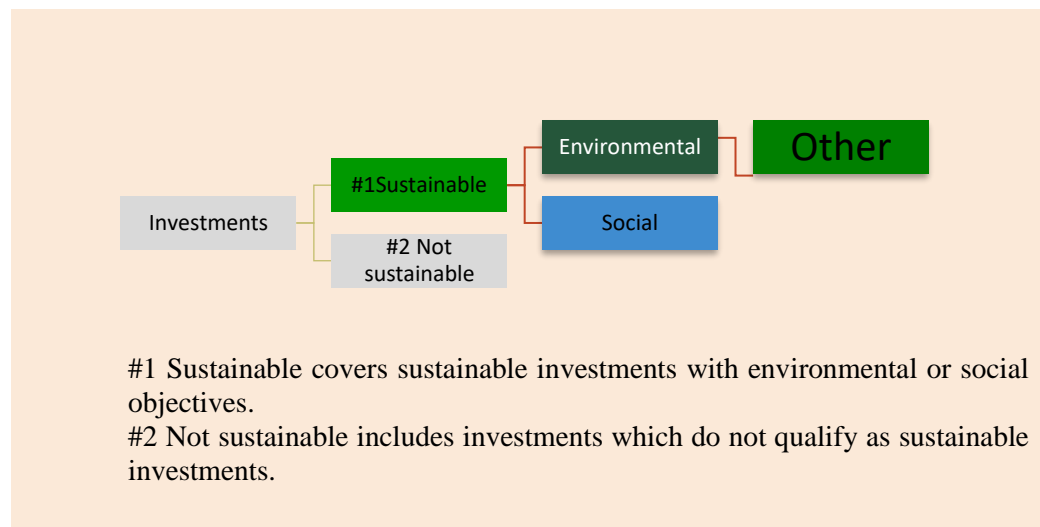 Environmental
Other
#1Sustainable
Investments
Social
#2 Not
sustainable
#1 Sustainable covers sustainable investments with environmental or social
objectives.
#2 Not sustainable includes investments which do not qualify as sustainable
investments.